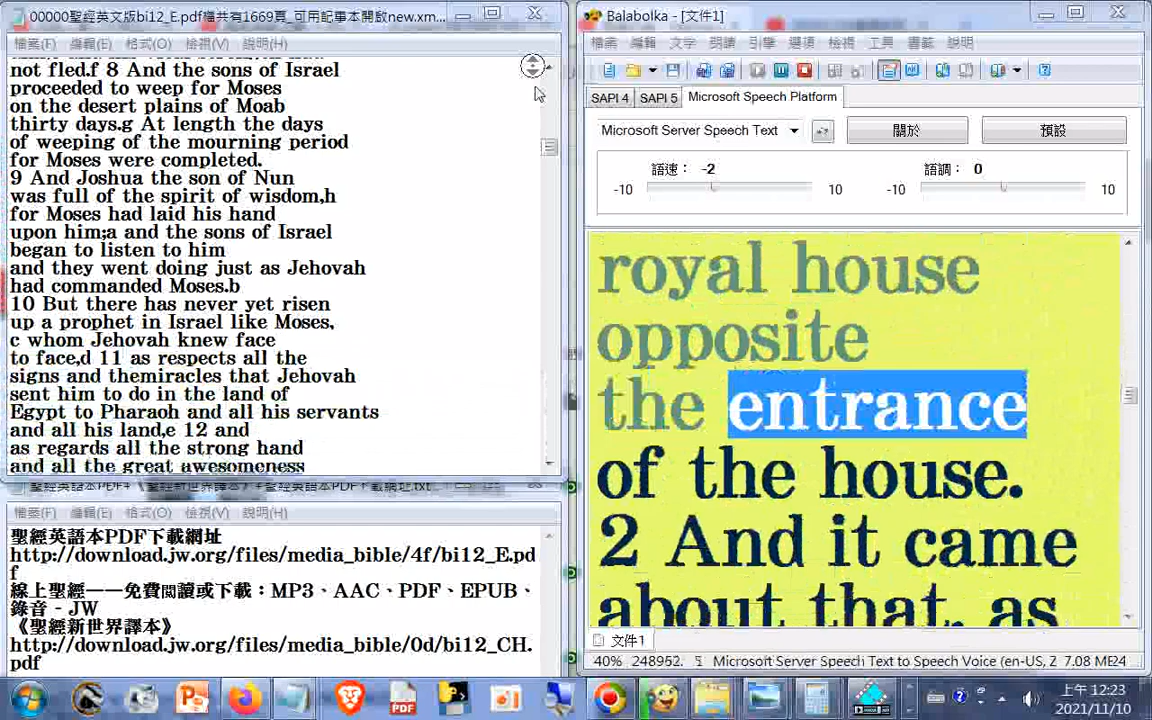 00000聖經英文版bi12_E.pdf檔共有1669頁_可用記事本開啟new.xm...
檔案(F) 編輯(E) 格式(O) 檢視(V) 說明(H)
not fled.f 8 And the sons of Israel
proceeded to weep for Moses
on the desert plains of Moab
thirty days.g At length the days
of weeping of the mourning period
for Moses were completed.
9 And Joshua the son of Nun
was full of the spirit of wisdom,h
for Moses had laid his hand
upon him;a and the sons of Israel
began to listen to him
and they went doing just as Jehovah
had commanded Moses.b
10 But there has never yet risen
up a prophet in Israel like Moses,
c whom Jehovah knew face
to face,d 11 as respects all the
signs and themiracles that Jehovah
sent him to do in the land of
Egypt to Pharaoh and all his servants
and all his land,e 12 and
as regards all the strong hand
and all the great awesomeness
檔案(F) 編輯(E) 格式(O) 檢視(V) 說明(H)
聖經英語本PDF下載網址
http://download.jw.org/files/media_bible/4f/bi12_E.pd
f
線上聖經——免費閱讀或下載：MP3、AAC、PDF、EPUB、
錄音 - JW
《聖經新世界譯本》
http://download.jw.org/files/media_bible/0d/bi12_CH.
pdf
Balabolka - [文件1]
檔案 編輯 文字 朗讀 引擎 選項 檢視 工具 書籤 說明
SAPI 4 SAPI 5 Microsoft Speech Platform
Microsoft Server Speech Text 關於 預設
語速： -2 語調： 0
-10 10 -10 10
royal house
opposite
the entrance
of the house.
2 And it came
about that, as
文件1
40% 248952. Microsoft Server Speech Text to Speech Voice (en-US, Z 7.08 ME24
PDF
上午 12:23
2021/11/10